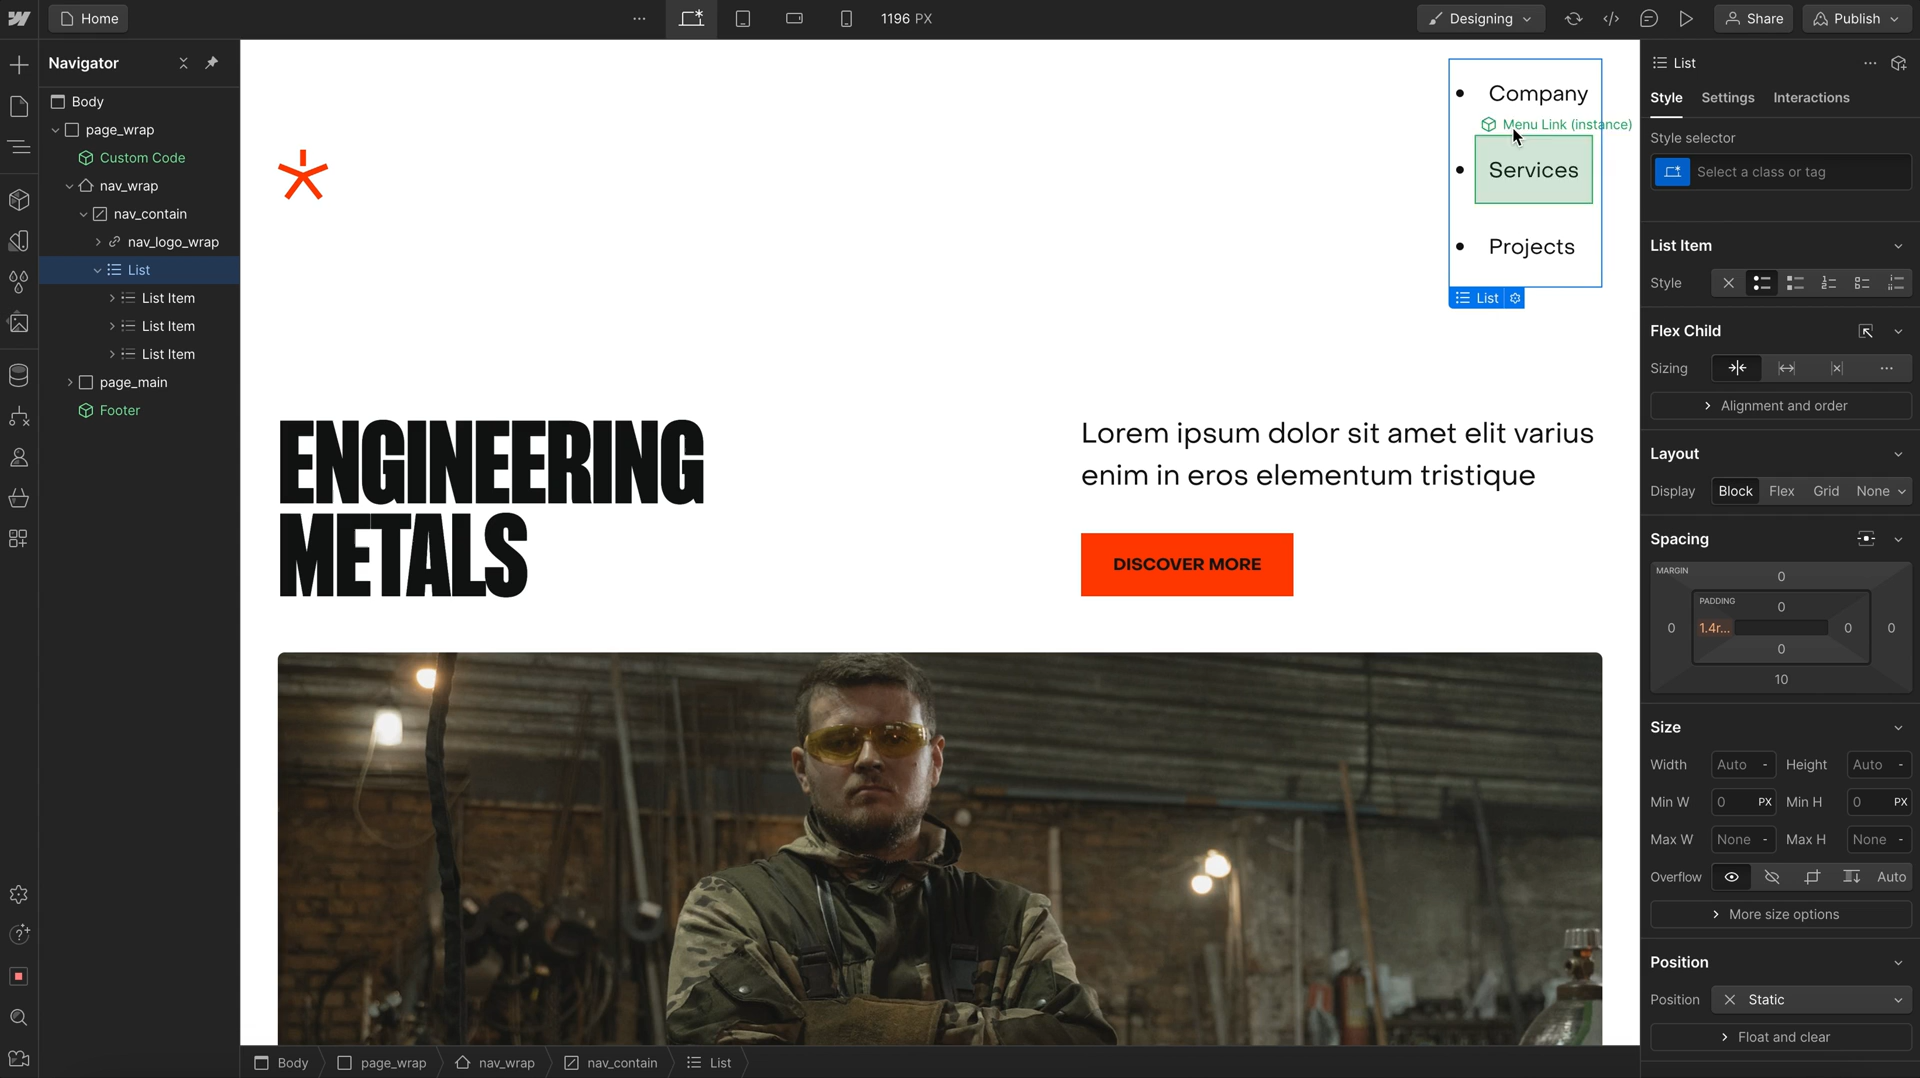 Home
1196 PX
Designing
Share
Publish
Navigator
Body
page_wrap
Custom Code
nav_wrap
nav_contain
nav_logo_wrap
List
List Item
List Item
List Item
page_main
Footer
Company
Menu Link (instance)
Services
Projects
List
ENGINEERING
METALS
Lorem ipsum dolor sit amet elit varius
enim in eros elementum tristique
DISCOVER MORE
Body
page_wrap
nav_wrap
nav_contain
List
List
Style Settings Interactions
Style selector
Select a class or tag
List Item
Style
Flex Child
Sizing
Alignment and order
Layout
Display Block Flex Grid None
Spacing
MARGIN
0
PADDING
0
0 1.4r... 0 0
0
10
Size
Width Auto - Height Auto -
Min W 0 PX Min H 0 PX
Max W None - Max H None -
Overflow Auto
More size options
Position
Position Static
Float and clear